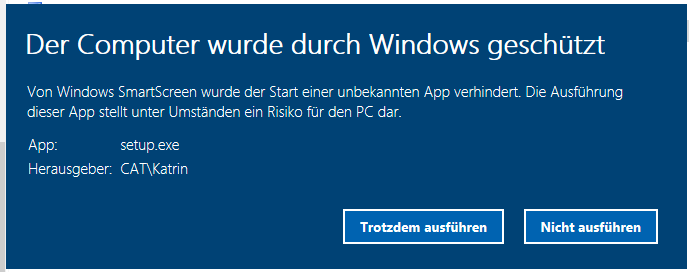 Der Computer wurde durch Windows geschützt
Von Windows SmartScreen wurde der Start einer unbekannten App verhindert. Die Ausführung
dieser App stellt unter Umständen ein Risiko für den PC dar.
App: setup.exe
Herausgeber: CAT\Katrin
Trotzdem ausführen Nicht ausführen